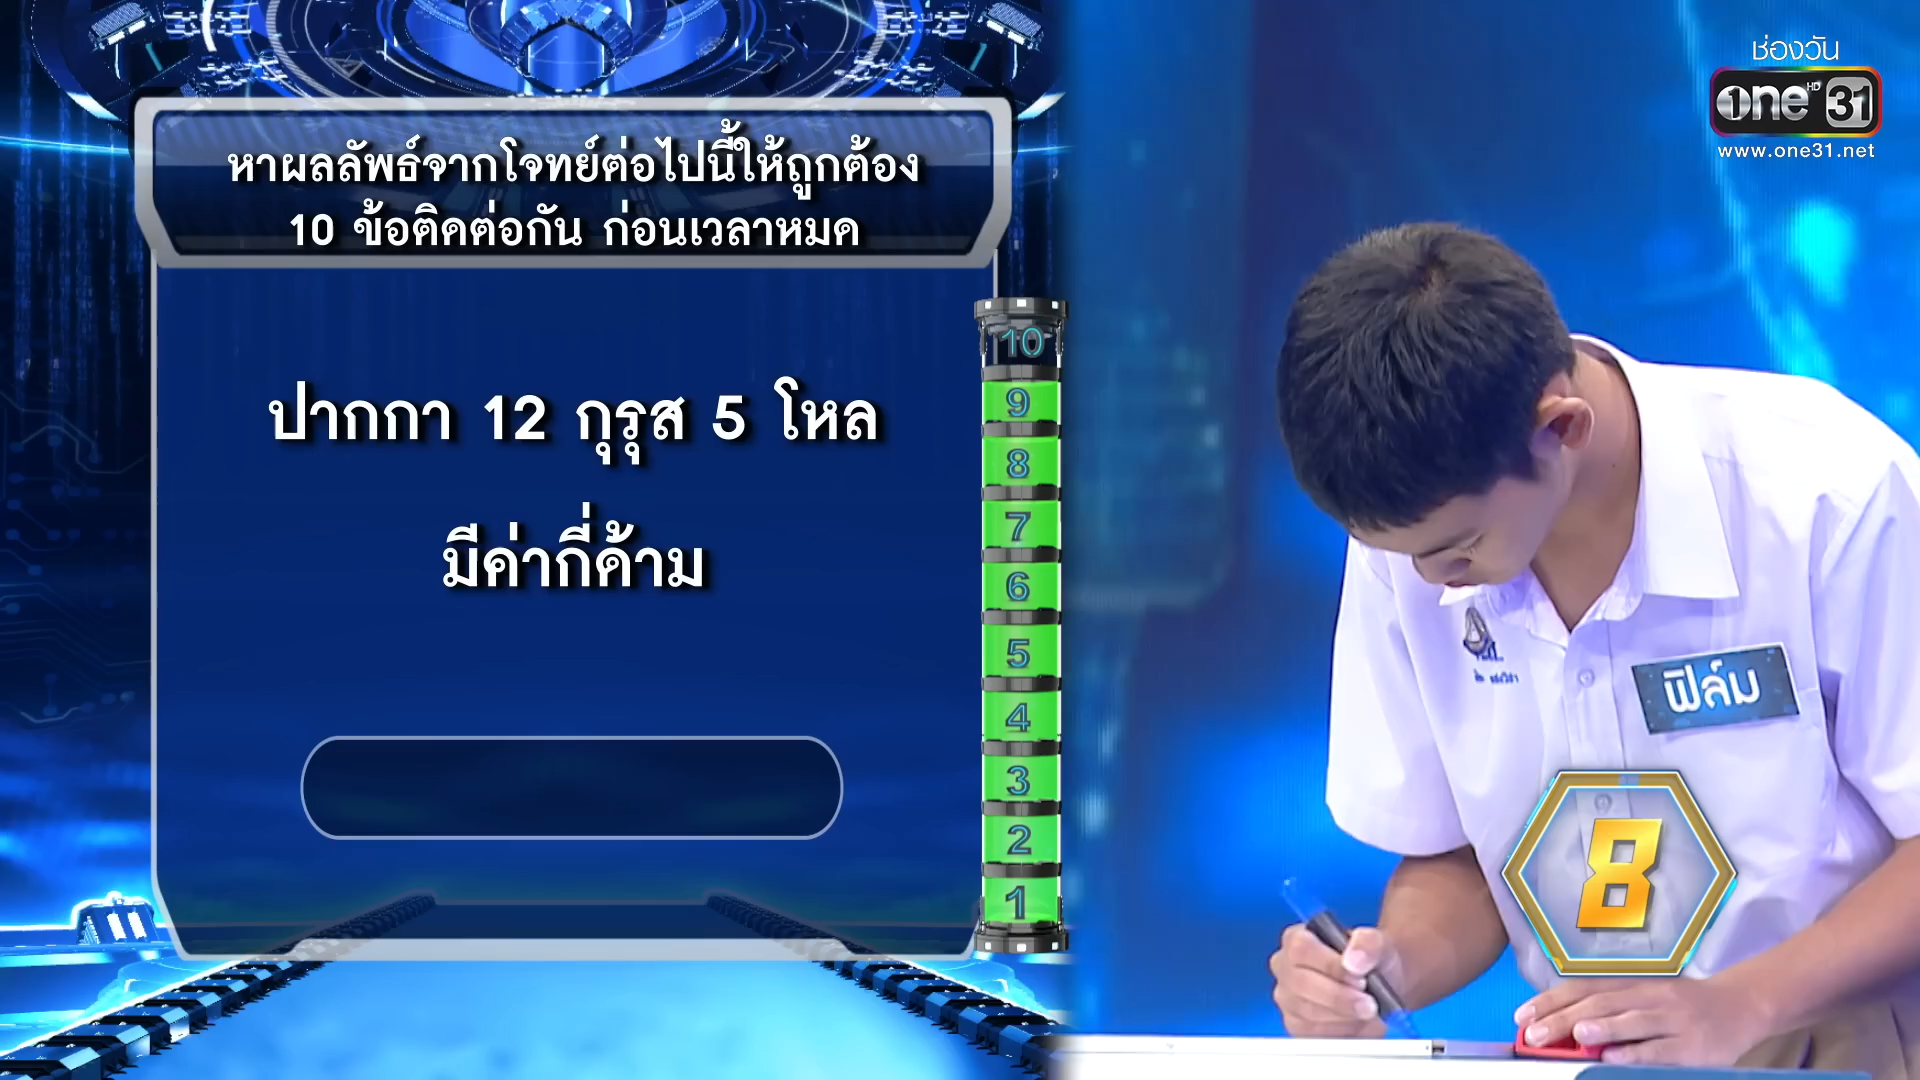 หาผลลัพธ์จากโจทย์ต่อไปนี้ให้ถูกต้อง
10 ข้อติดต่อกัน ก่อนเวลาหมด
ปากกา 12 กุรุส 5 โหล
มีค่ากี่ด้าม
10
9
8
7
6
5
4
3
2
1
ช่องวัน
one HD 31
www.one31.net
ฟิล์ม
8